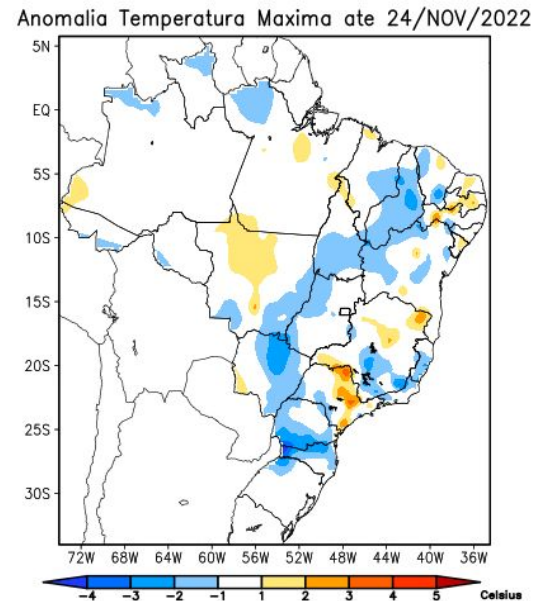 Anomalia Temperatura Maxima ate 24/NOV/2022
5N
EQ
5S
10S
15S
20S
25S
30S
72W 68W 64W 60W 56W 52W 48W 44W 40W 36W
-4 -3 -2 -1 1 2 3 4 5 Celsius